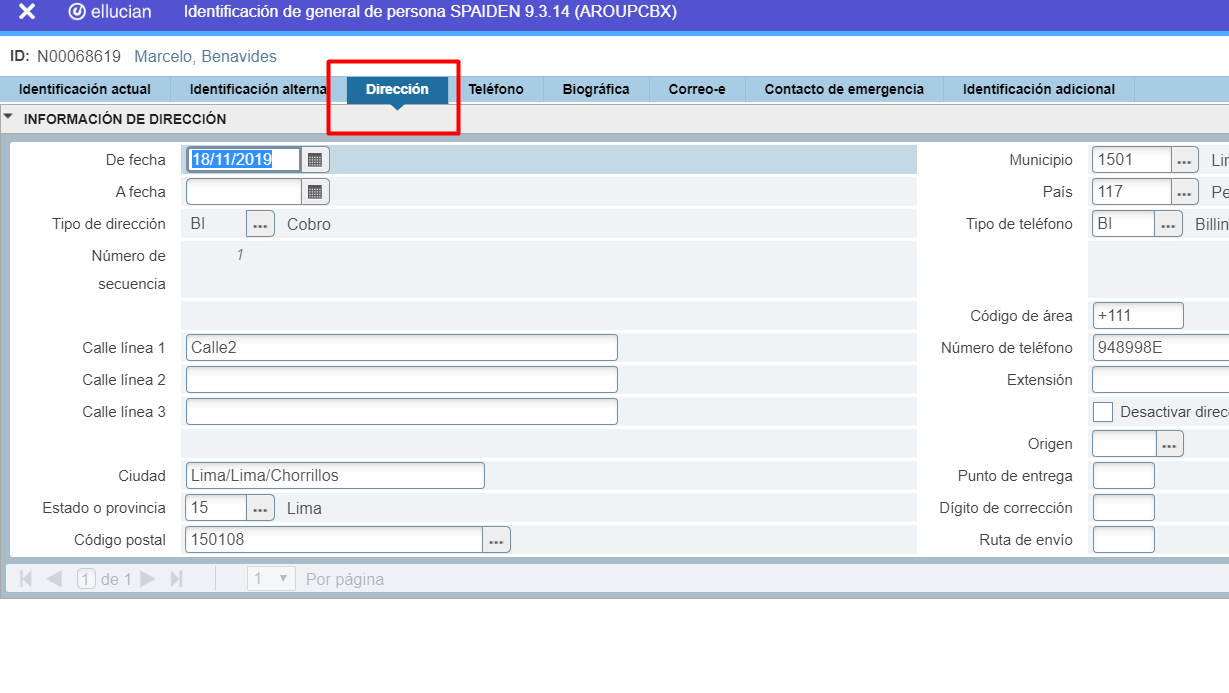 ellucian Identificación de general de persona SPAIDEN 9.3.14 (AROUPCBX)
ID: N00068619 Marcelo, Benavides
Identificación actual Identificación alterna Dirección Teléfono Biográfica Correo-e Contacto de emergencia Identificación adicional
INFORMACIÓN DE DIRECCIÓN
De fecha 18/11/2019 Municipio 1501 ... Lir
A fecha País 117 ... Pe
Tipo de dirección BI ... Cobro Tipo de teléfono BI ... Billin
Número de secuencia 1
Código de área +111
Calle línea 1 Calle2 Número de teléfono 948998E
Calle línea 2 Extensión
Calle línea 3 Desactivar direc
Origen ...
Ciudad Lima/Lima/Chorrillos Punto de entrega
Estado o provincia 15 ... Lima Dígito de corrección
Código postal 150108 ... Ruta de envío
1 de 1 1 Por página